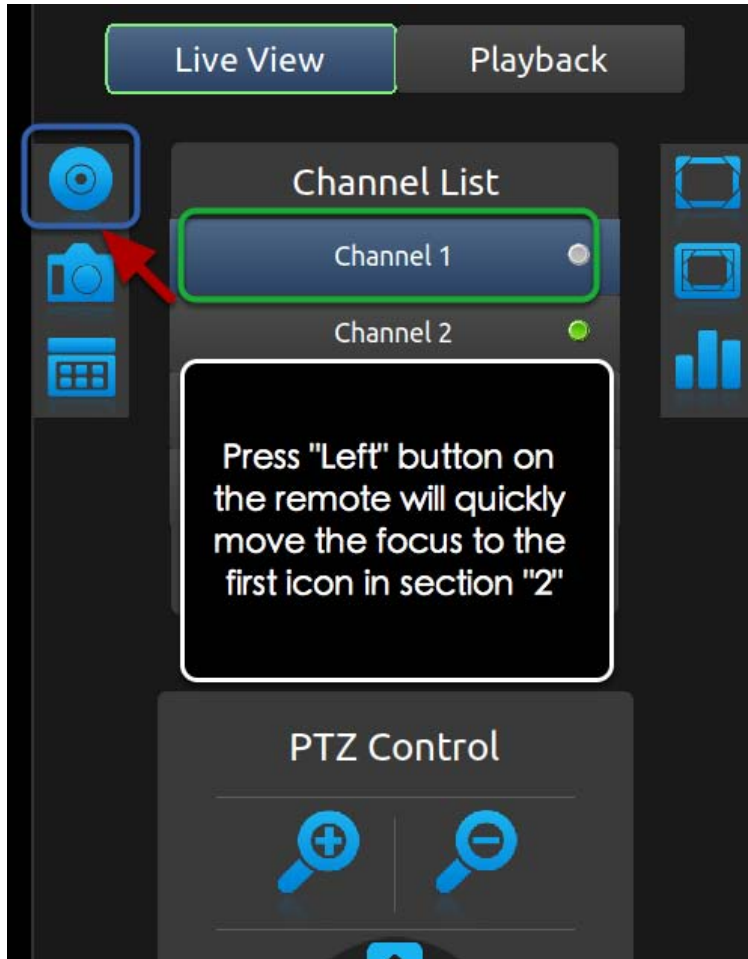 Live View
Playback
Channel List
Channel 1
Channel 2
Press "Left" button on
the remote will quickly
move the focus to the
first icon in section "2"
PTZ Control